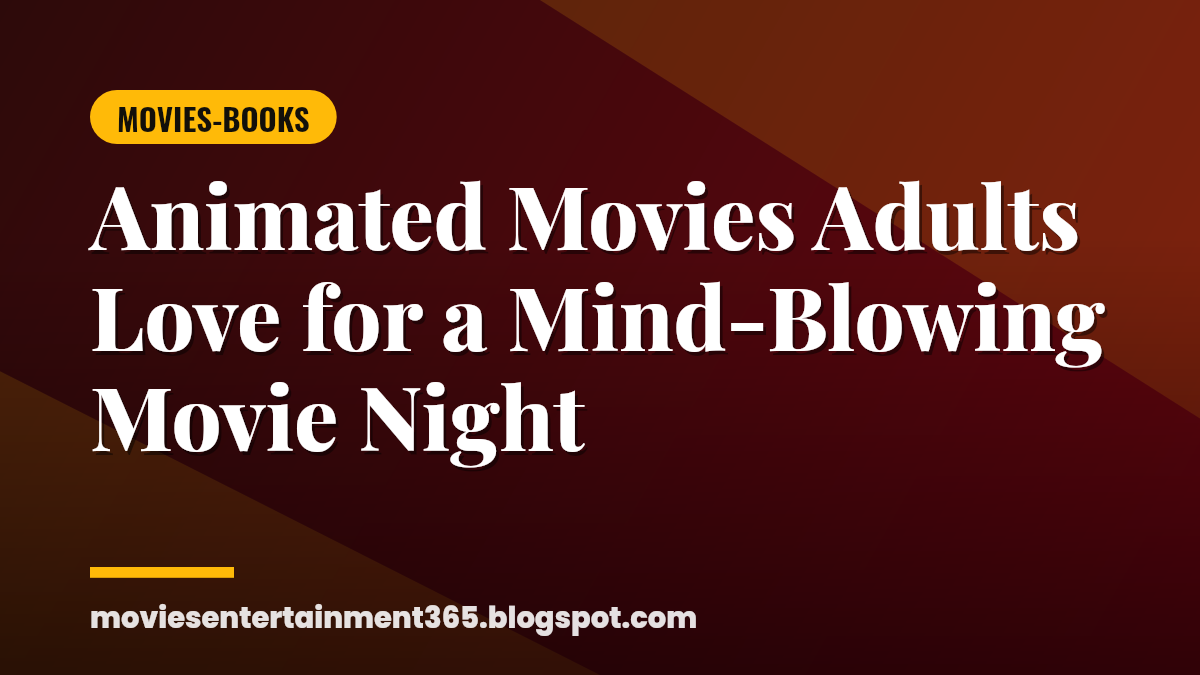 MOVIES-BOOKS
Animated Movies Adults
Love for a Mind-Blowing
Movie Night
moviesentertainment365.blogspot.com